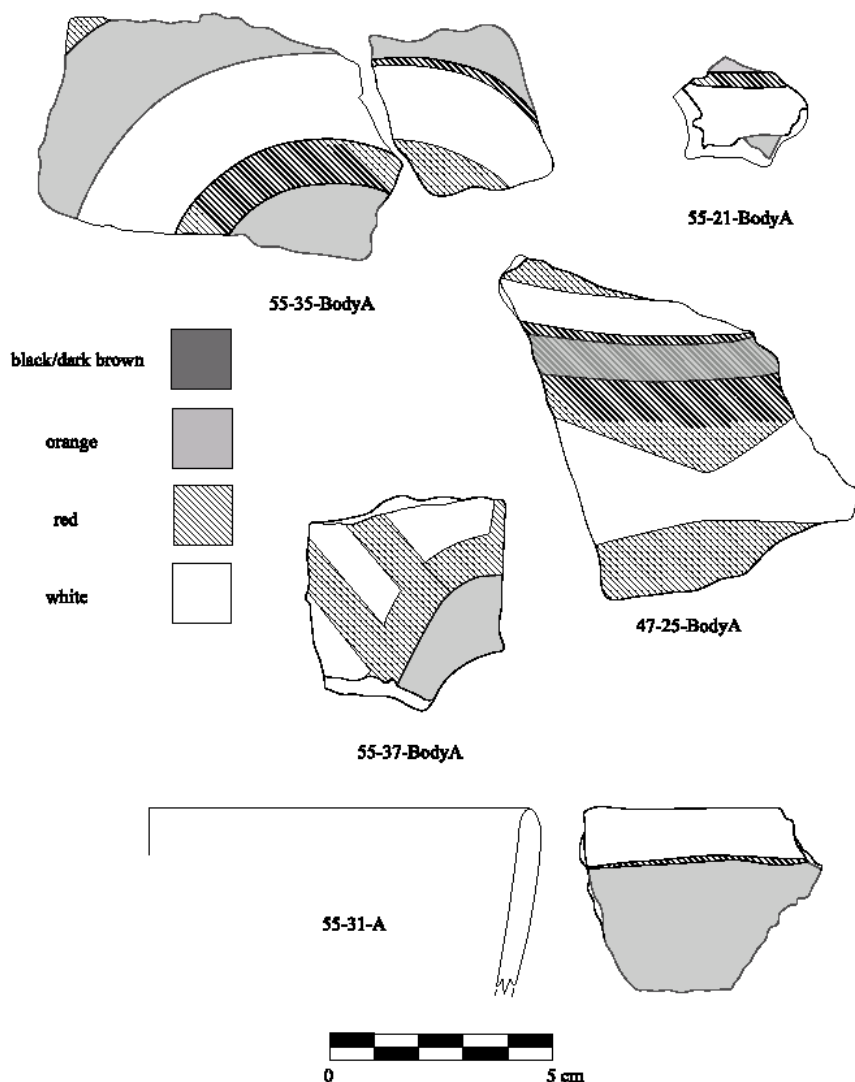 55-21-BodyA
55-35-BodyA
black/dark brown
orange
red
white
47-25-BodyA
55-37-BodyA
55-31-A
0 5 cm